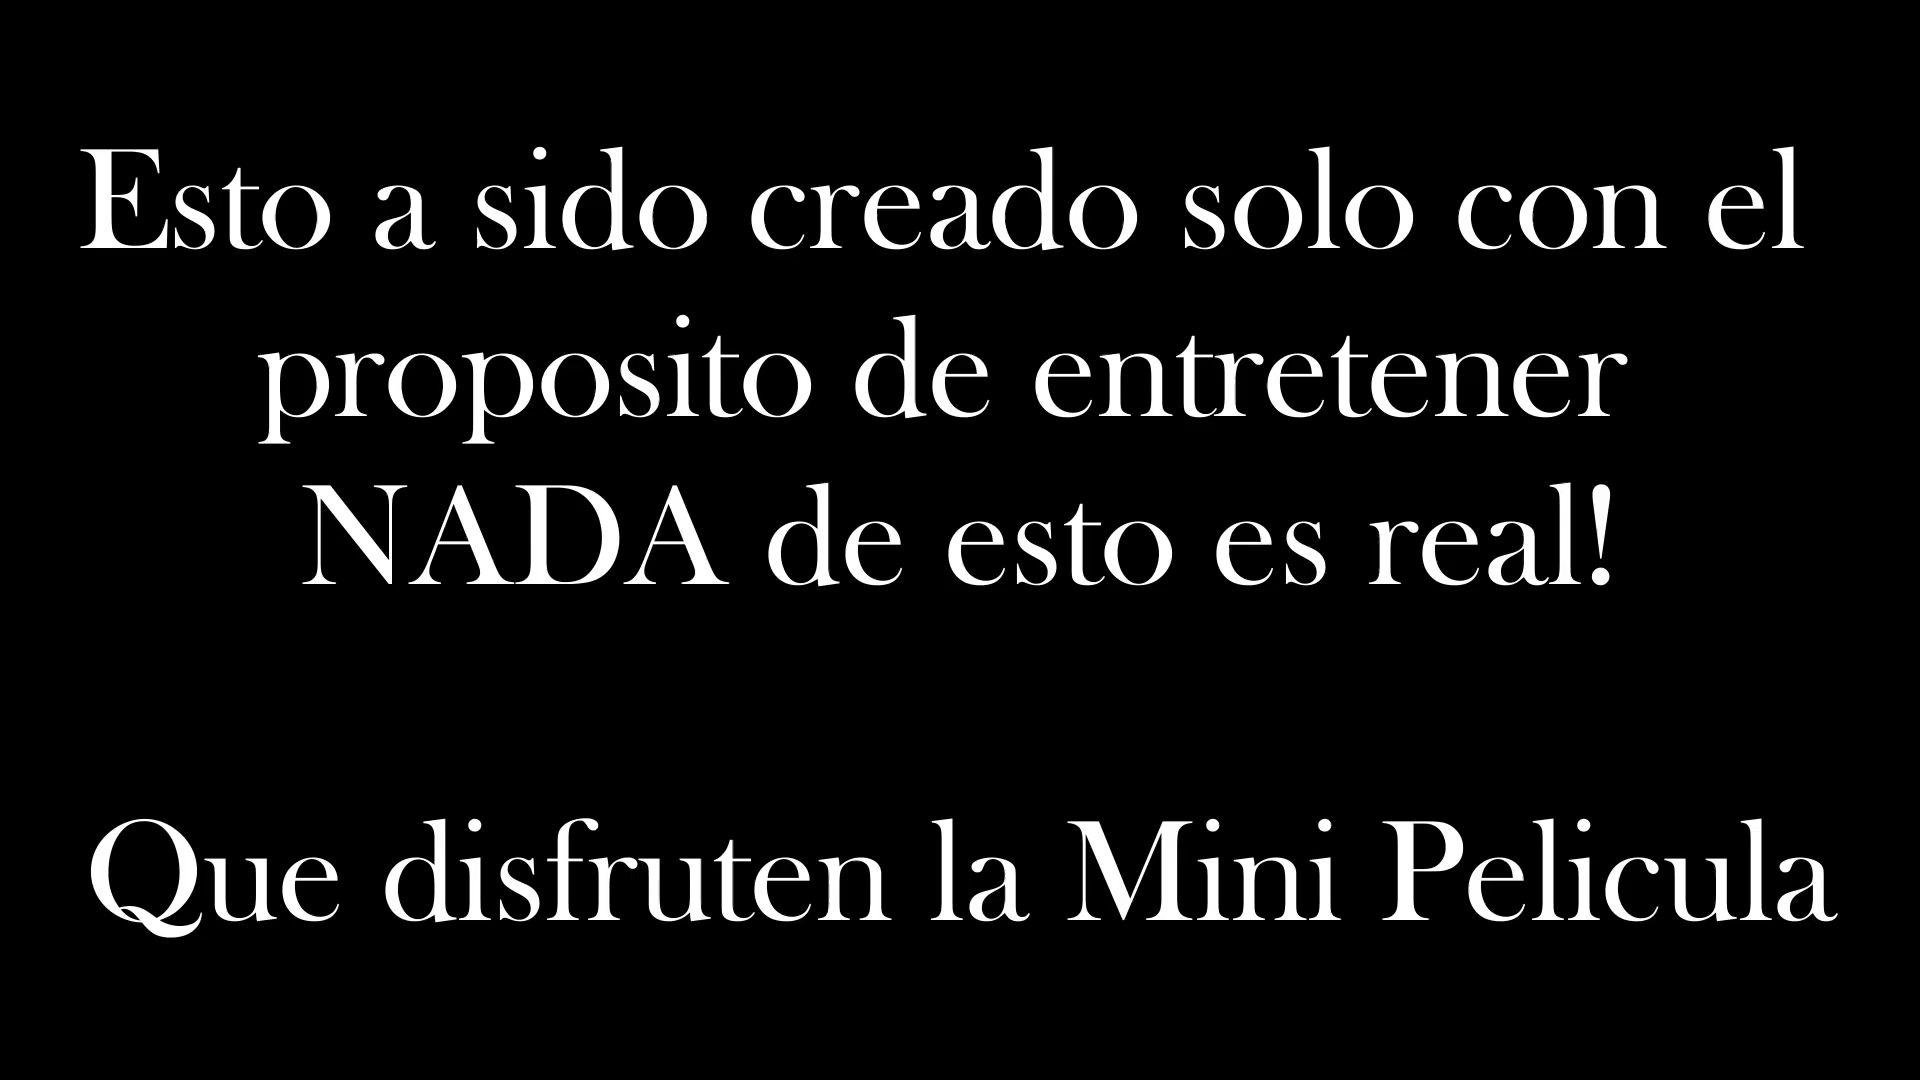 Esto a sido creado solo con el
proposito de entretener
NADA de esto es real!
Que disfruten la Mini Pelicula